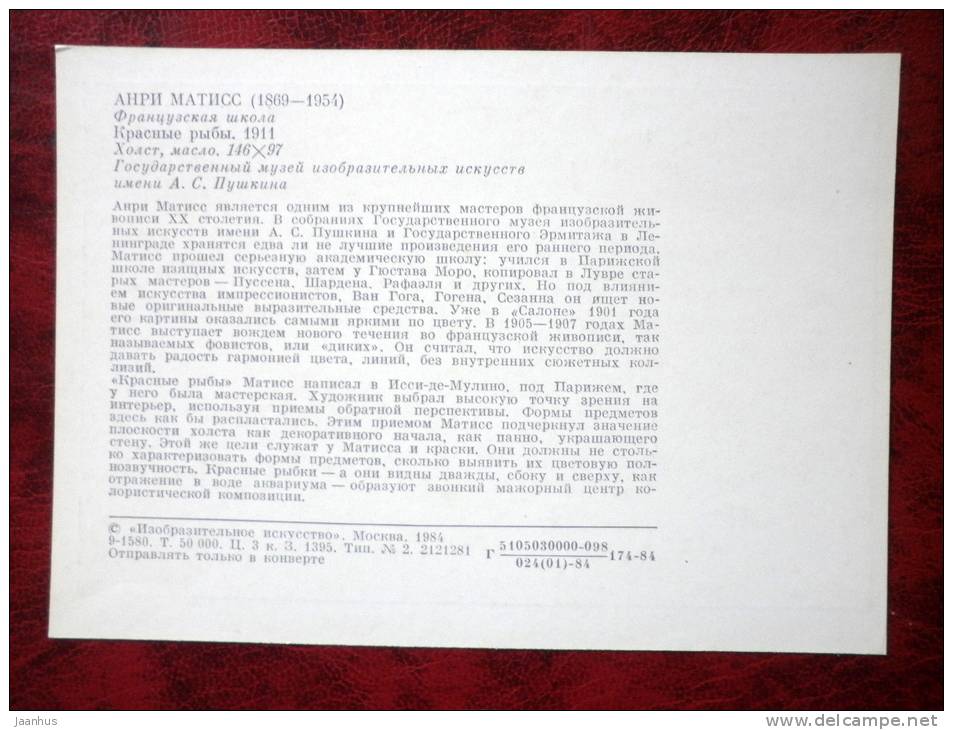 АНРИ МАТИСС (1869—1954)
Французская школа
Красные рыбы. 1911
Холст, масло. 146×97
Государственный музей изобразительных искусств
имени А. С. Пушкина
Анри Матисс является одним из крупнейших мастеров французской жи-
вописи XX столетия. В собраниях Государственного музея изобразитель-
ных искусств имени А. С. Пушкина и Государственного Эрмитажа в Ле-
нинграде хранятся едва ли не лучшие произведения его раннего периода.
Матисс прошел серьезную академическую школу: учился в Парижской
школе изящных искусств, затем у Гюстава Моро, копировал в Лувре ста-
рых мастеров — Пуссена, Шардена, Рафаэля и других. Но под влияни-
ем искусства импрессионистов, Ван Гога, Гогена, Сезанна он ищет но-
вые оригинальные выразительные средства. Уже в «Салоне» 1901 года
его картины оказались самыми яркими по цвету. В 1905—1907 годах Ма-
тисс выступает вождем нового течения во французской живописи, так
называемых фовистов, или «диких». Он считал, что искусство должно
давать радость гармонией цвета, линий, без внутренних сюжетных кол-
лизий.
«Красные рыбы» Матисс написал в Исси-де-Мулино, под Парижем, где
у него была мастерская. Художник выбрал высокую точку зрения на
интерьер, используя приемы обратной перспективы. Формы предметов
здесь как бы распластались. Этим приемом Матисс подчеркнул значение
плоскости холста как декоративного начала, как панно, украшающего
стену. Этой же цели служат у Матисса и краски. Они должны не столь-
ко характеризовать формы предметов, сколько выявить их цветовую пол-
нозвучность. Красные рыбки — а они видны дважды, сбоку и сверху, как
отражение в воде аквариума — образуют звонкий мажорный центр ко-
лористической композиции.
© «Изобразительное искусство». Москва. 1984
9-1580. Т. 50 000. Ц. 3 к. З. 1395. Тип. № 2. 2121281
Отправлять только в конверте
Г 5105030000-098 174-84
024(01)-84
Jaanhus
www.delcampe.net